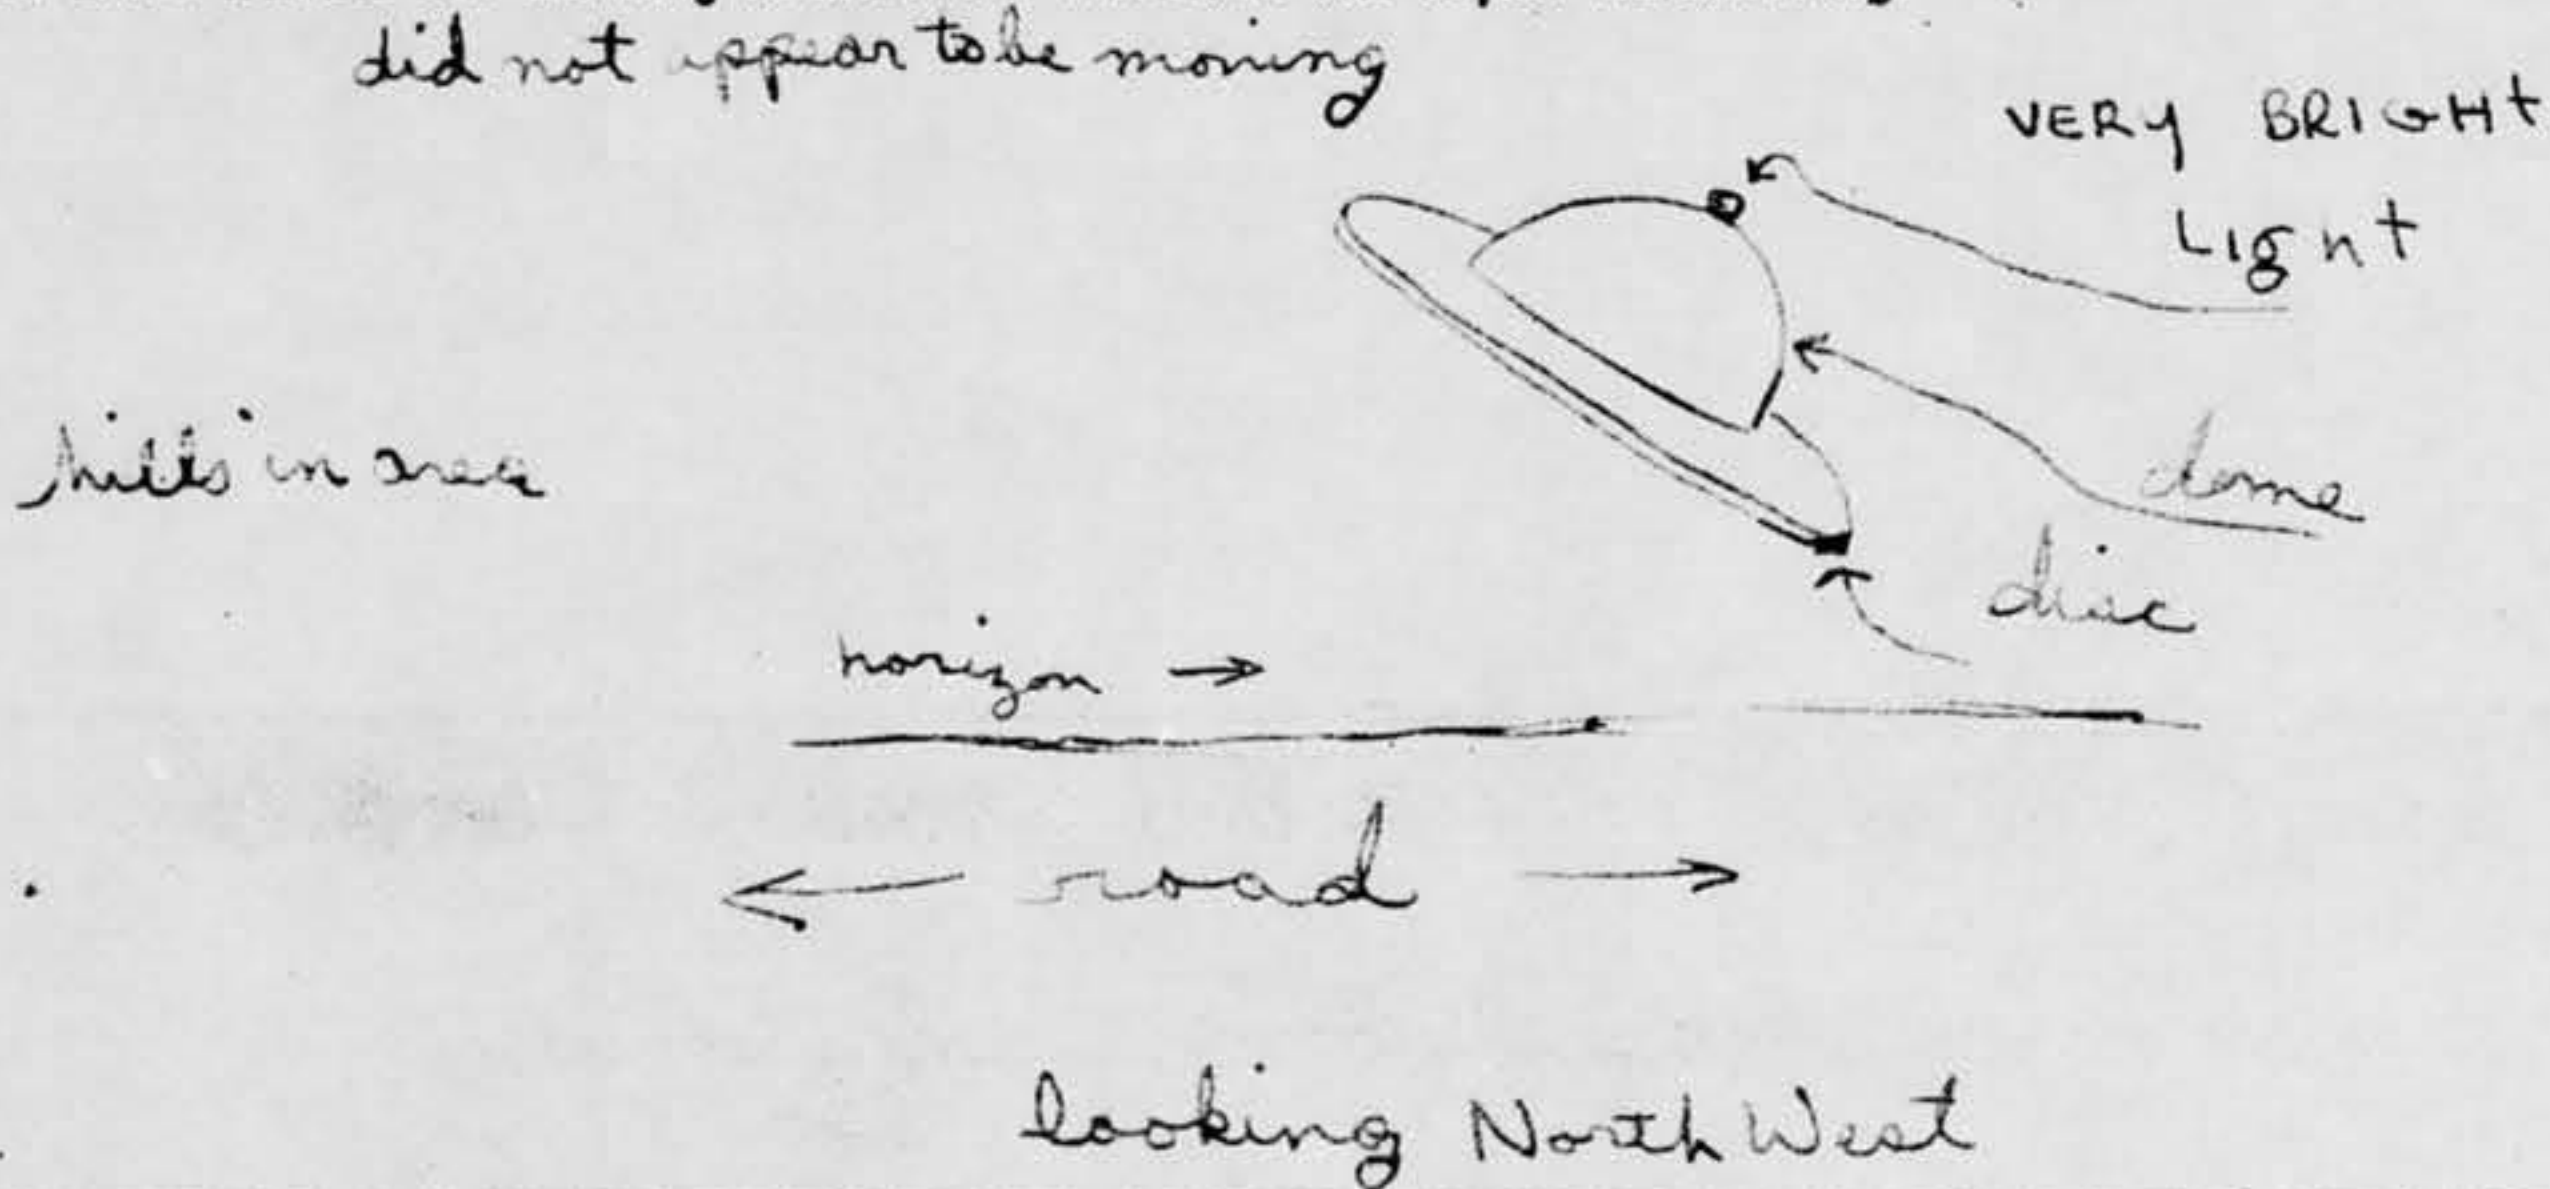 did not appear to be moving
VERY BRIGHt
Light
hills in area
dome
disc
horizon →
← road →
looking North West